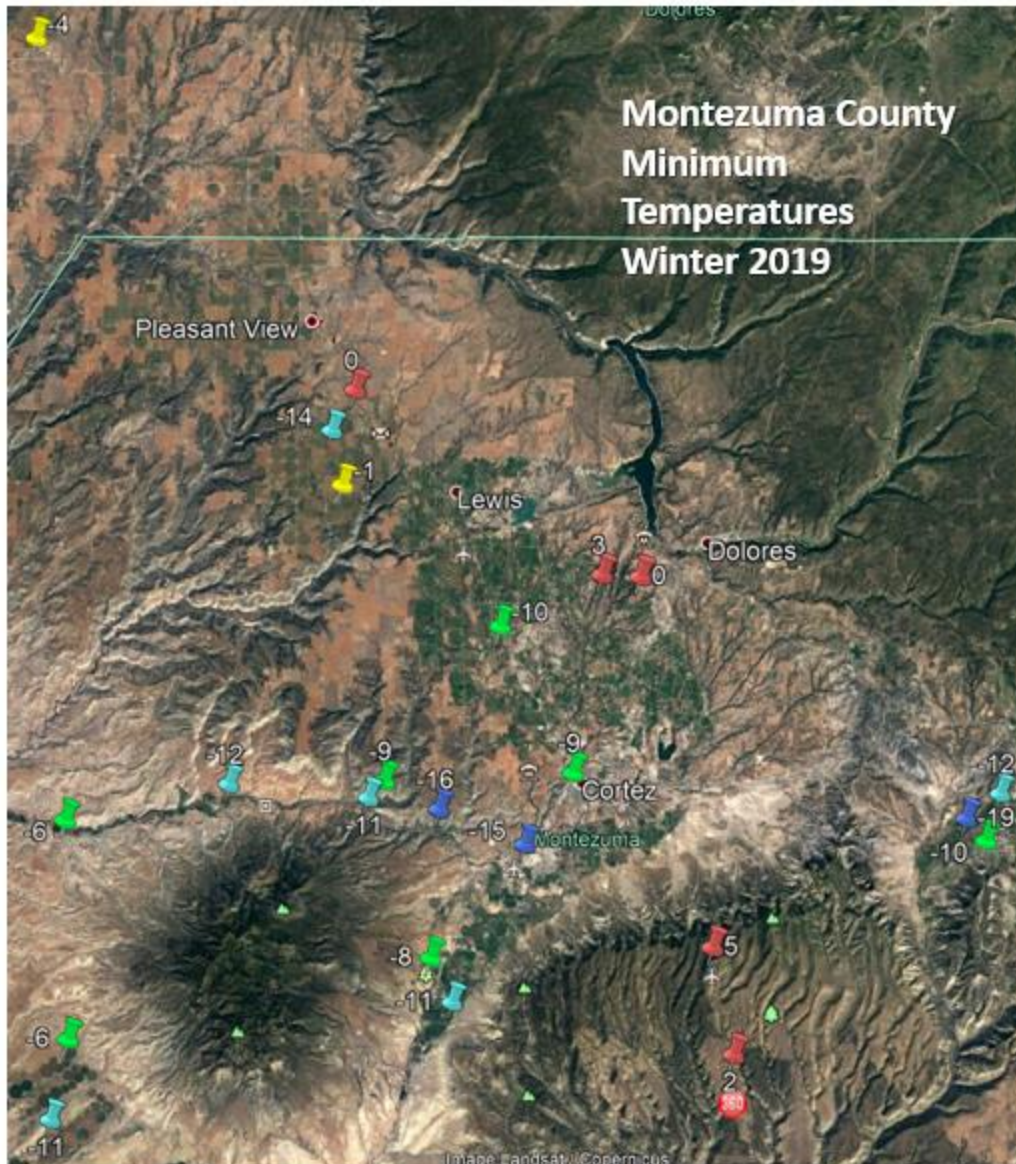 Dolores
-4
Montezuma County
Minimum
Temperatures
Winter 2019
Pleasant View
0
-14
-1
Lewis
3
Dolores
0
-10
-9
-12
-9
-16
-12
Cortez
-6
-11
-15
Montezuma
-19
-10
-8
5
-11
-6
2
360
-11
Image Landsat / Copernicus